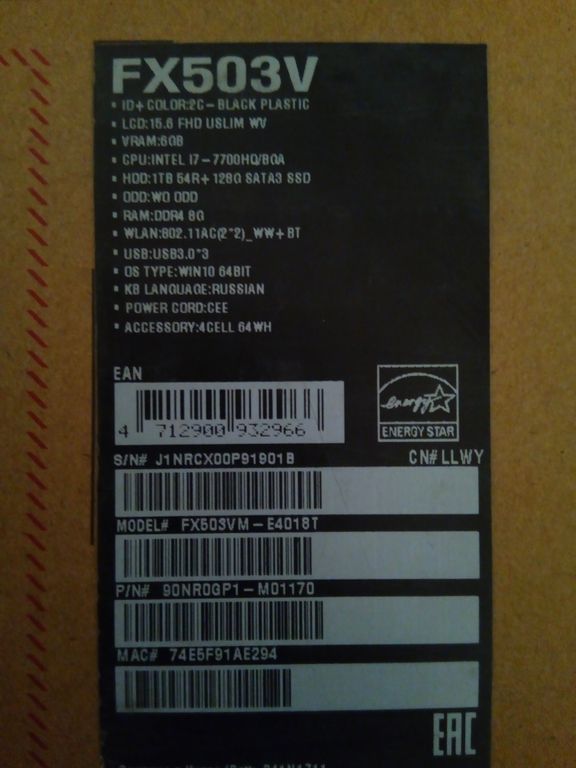 FX503V
• ID+ COLOR:2C-BLACK PLASTIC
• LCD:15.6 FHD USLIM WV
• VRAM:6GB
• CPU:INTEL I7-7700HQ/BGA
• HDD:1TB 54R+ 128G SATA3 SSD
• ODD:WO ODD
• RAM:DDR4 8G
• WLAN:802.11AC(2*2)_WW+BT
• USB:USB3.0*3
• OS TYPE:WIN10 64BIT
• KB LANGUAGE:RUSSIAN
• POWER CORD:CEE
• ACCESSORY:4CELL 64WH
EAN
4 712900 932966
energy
ENERGY STAR
S/N# J1NRCX00P91901B CN#LLWY
MODEL# FX503VM-E4018T
P/N# 90NR0GP1-M01170
MAC# 74E5F91AE294
EAC